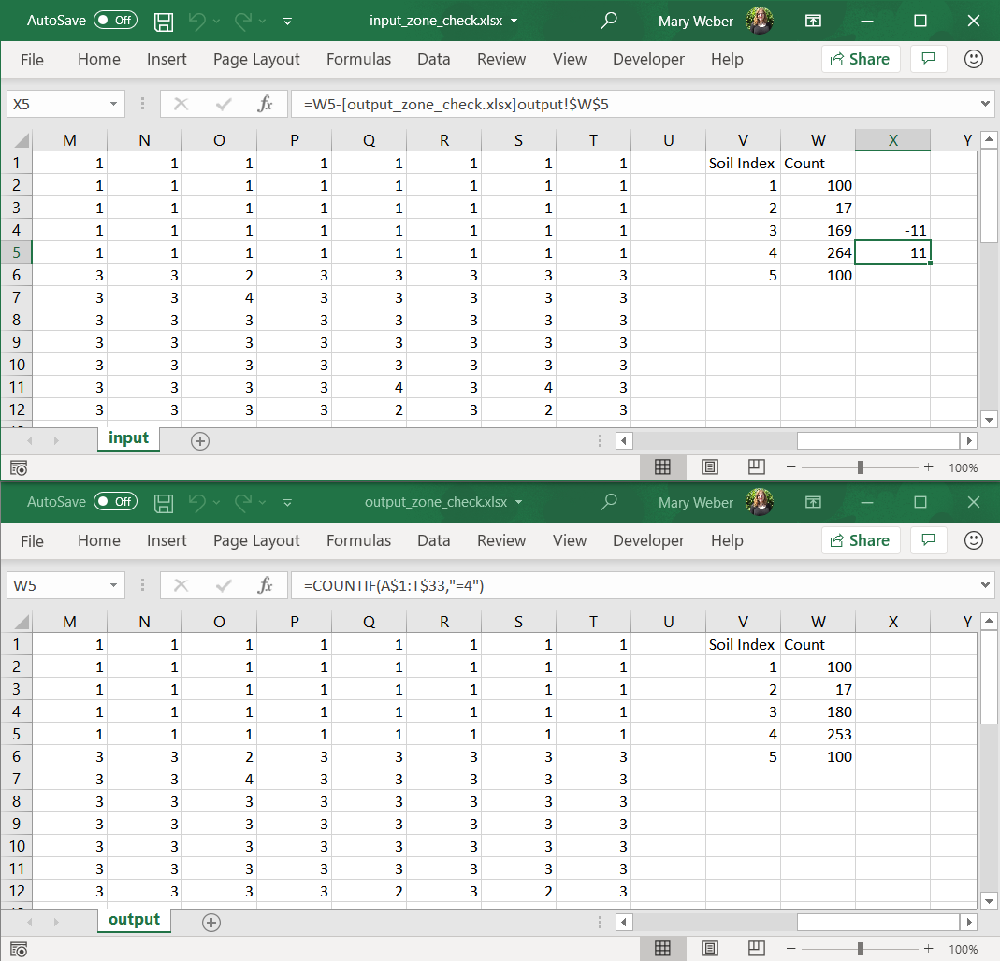 AutoSave Off input_zone_check.xlsx Mary Weber
File Home Insert Page Layout Formulas Data Review View Developer Help Share
X5 fx =W5-[output_zone_check.xlsx]output!$W$5
M N O P Q R S T U V W X Y
1 1 1 1 1 1 1 1 1 Soil Index Count
2 1 1 1 1 1 1 1 1 1 100
3 1 1 1 1 1 1 1 1 2 17
4 1 1 1 1 1 1 1 1 3 169 -11
5 1 1 1 1 1 1 1 1 4 264 11
6 3 3 2 3 3 3 3 3 5 100
7 3 3 4 3 3 3 3 3
8 3 3 3 3 3 3 3 3
9 3 3 3 3 3 3 3 3
10 3 3 3 3 3 3 3 3
11 3 3 3 3 4 3 4 3
12 3 3 3 3 2 3 2 3
input
100%
AutoSave Off output_zone_check.xlsx Mary Weber
File Home Insert Page Layout Formulas Data Review View Developer Help Share
W5 fx =COUNTIF(A$1:T$33,"=4")
M N O P Q R S T U V W X Y
1 1 1 1 1 1 1 1 1 Soil Index Count
2 1 1 1 1 1 1 1 1 1 100
3 1 1 1 1 1 1 1 1 2 17
4 1 1 1 1 1 1 1 1 3 180
5 1 1 1 1 1 1 1 1 4 253
6 3 3 2 3 3 3 3 3 5 100
7 3 3 4 3 3 3 3 3
8 3 3 3 3 3 3 3 3
9 3 3 3 3 3 3 3 3
10 3 3 3 3 3 3 3 3
11 3 3 3 3 3 3 3 3
12 3 3 3 3 2 3 2 3
output
100%